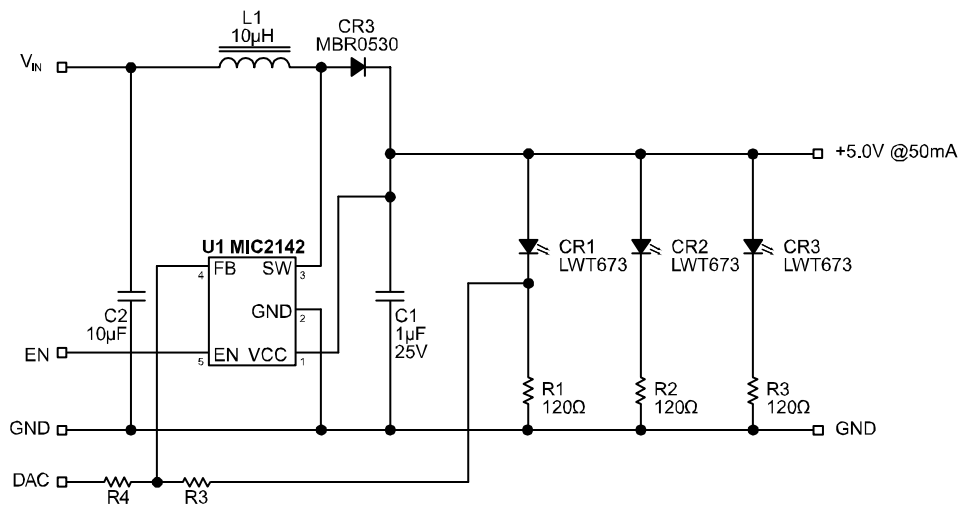 L1
10μH
CR3
MBR0530
VIN
+5.0V @50mA
U1 MIC2142
FB SW
4 3
GND
2
EN VCC
5 1
C2
10μF
C1
1μF
25V
CR1
LWT673
CR2
LWT673
CR3
LWT673
EN
R1
120Ω
R2
120Ω
R3
120Ω
GND
GND
DAC
R4
R3